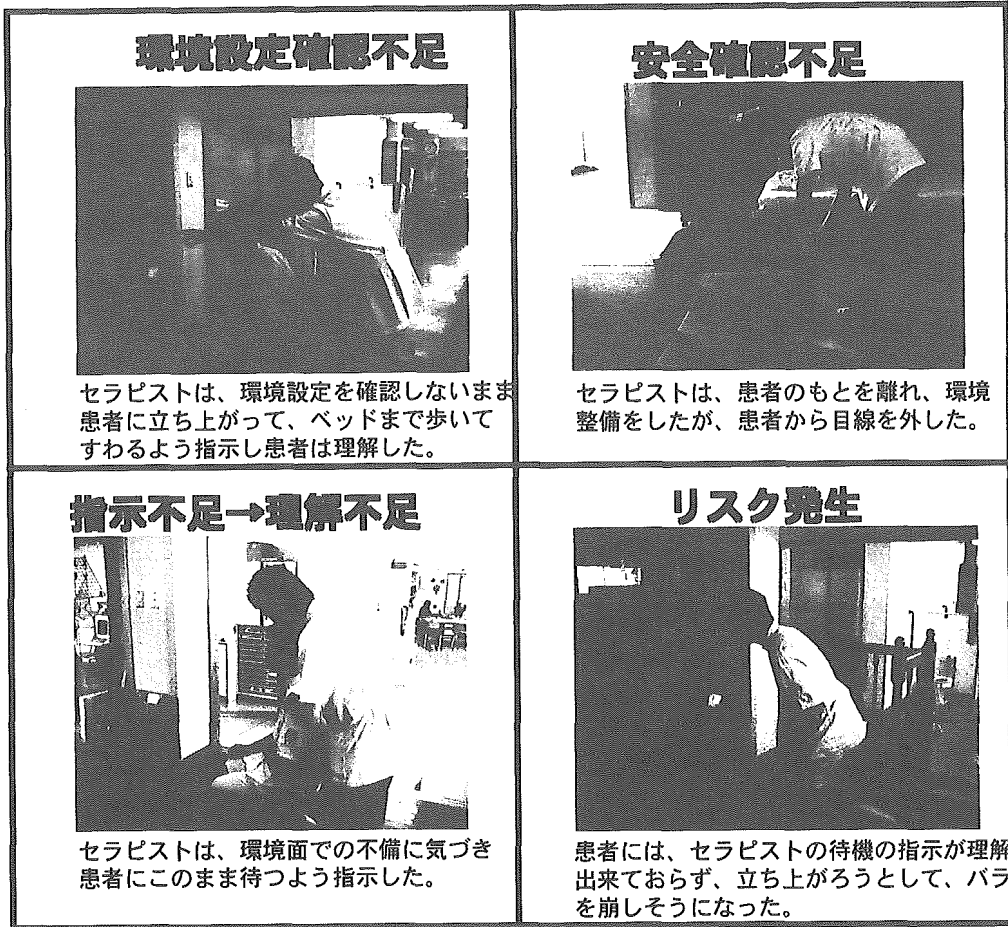 環境設定確認不足
セラピストは、環境設定を確認しないまま
患者に立ち上がって、ベッドまで歩いて
すわるよう指示し患者は理解した。
安全確認不足
セラピストは、患者のもとを離れ、環境
整備をしたが、患者から目線を外した。
指示不足→理解不足
セラピストは、環境面での不備に気づき
患者にこのまま待つよう指示した。
リスク発生
患者には、セラピストの待機の指示が理解
出来ておらず、立ち上がろうとして、バラ
を崩しそうになった。